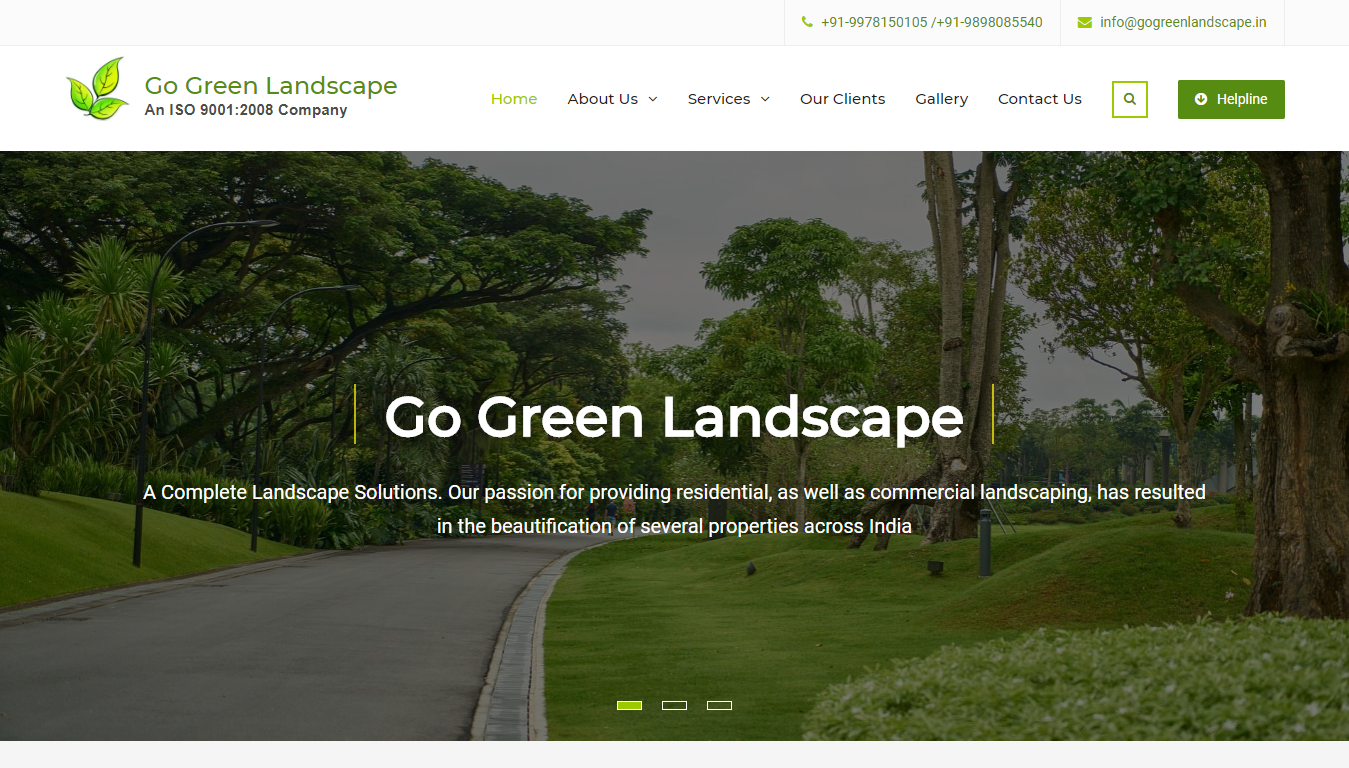 +91-9978150105 /+91-9898085540
info@gogreenlandscape.in
Go Green Landscape
An ISO 9001:2008 Company
Home
About Us
Services
Our Clients
Gallery
Contact Us
Helpline
Go Green Landscape
A Complete Landscape Solutions. Our passion for providing residential, as well as commercial landscaping, has resulted
in the beautification of several properties across India